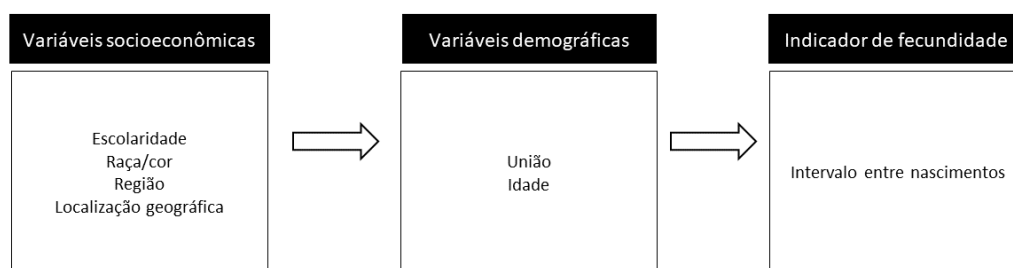 Variáveis socioeconômicas
Escolaridade
Raça/cor
Região
Localização geográfica
Variáveis demográficas
União
Idade
Indicador de fecundidade
Intervalo entre nascimentos